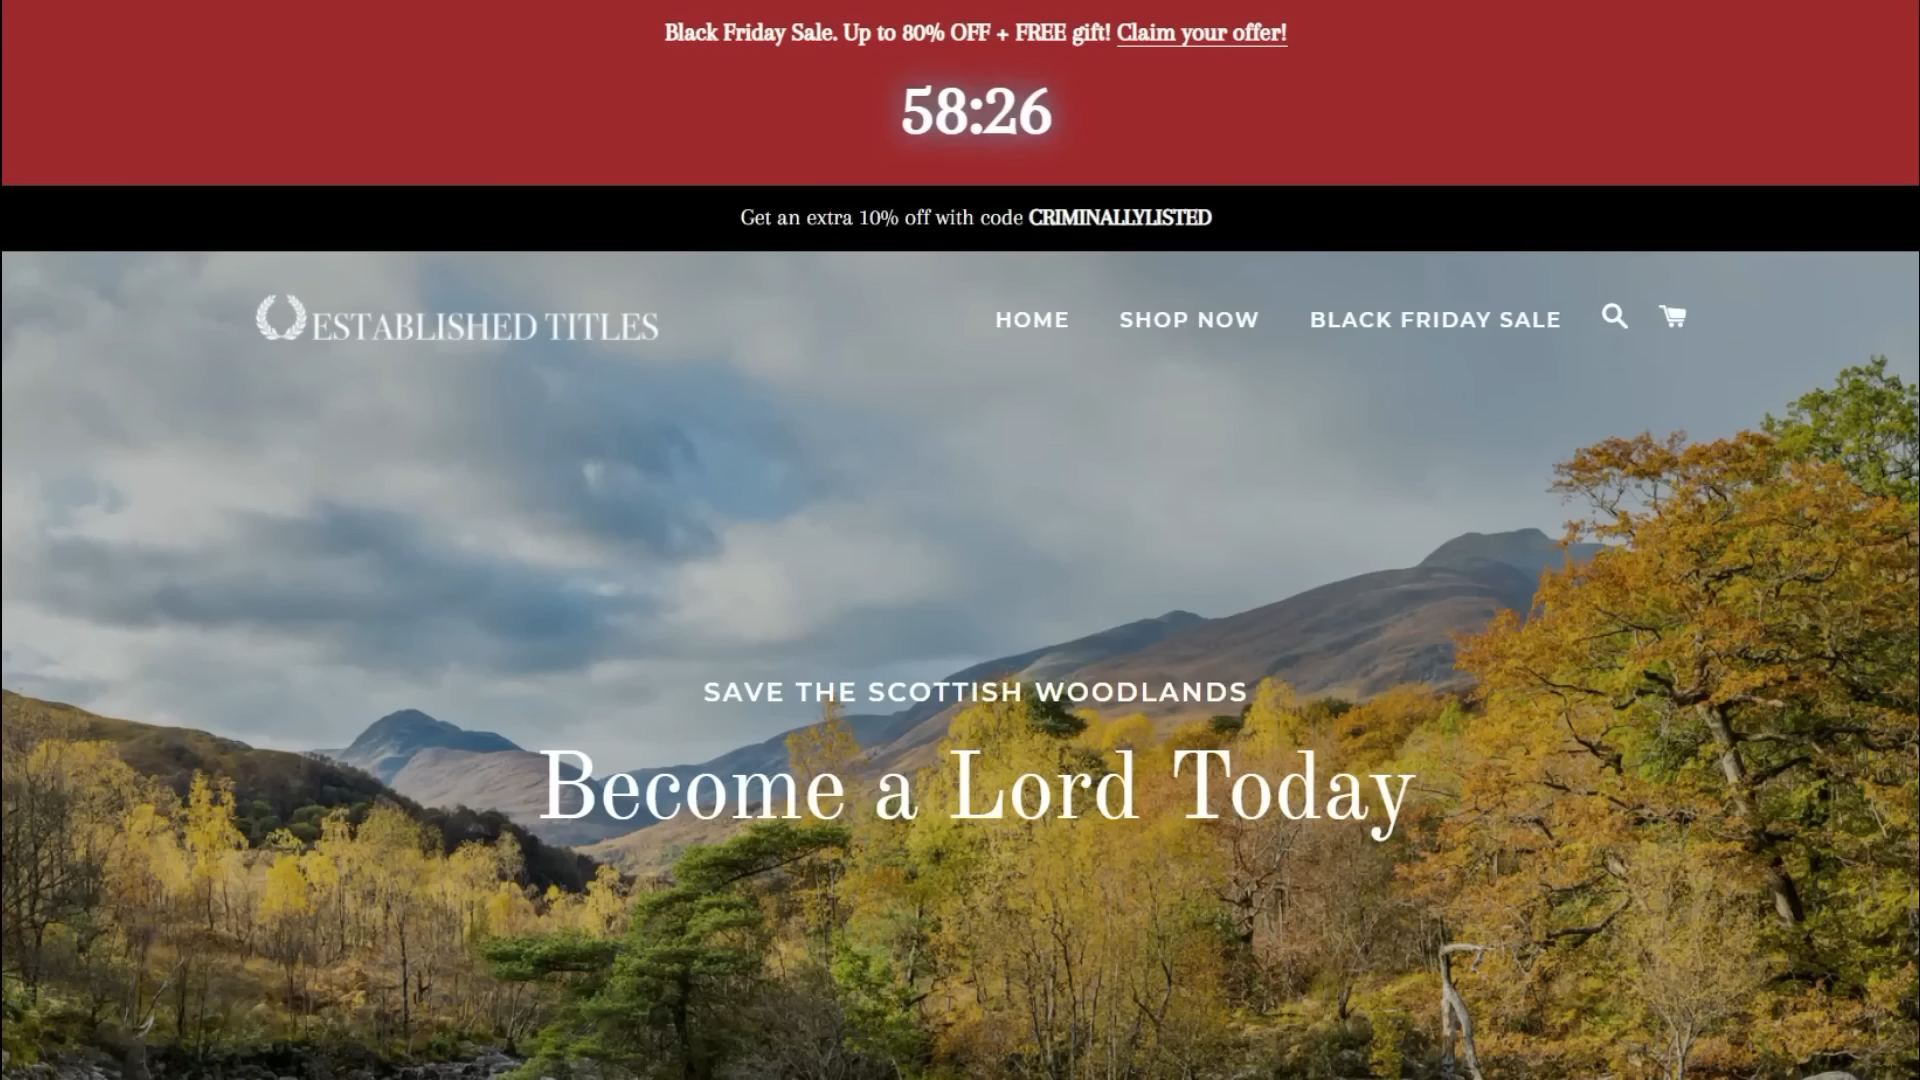 Black Friday Sale. Up to 80% OFF + FREE gift! Claim your offer!
58:26
Get an extra 10% off with code CRIMINALLYLISTED
ESTABLISHED TITLES
HOME SHOP NOW BLACK FRIDAY SALE
SAVE THE SCOTTISH WOODLANDS
Become a Lord Today